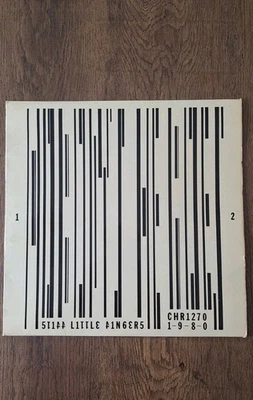 1
2
CHR1270
STIFF LITTLE FINGERS
1-9-8-0